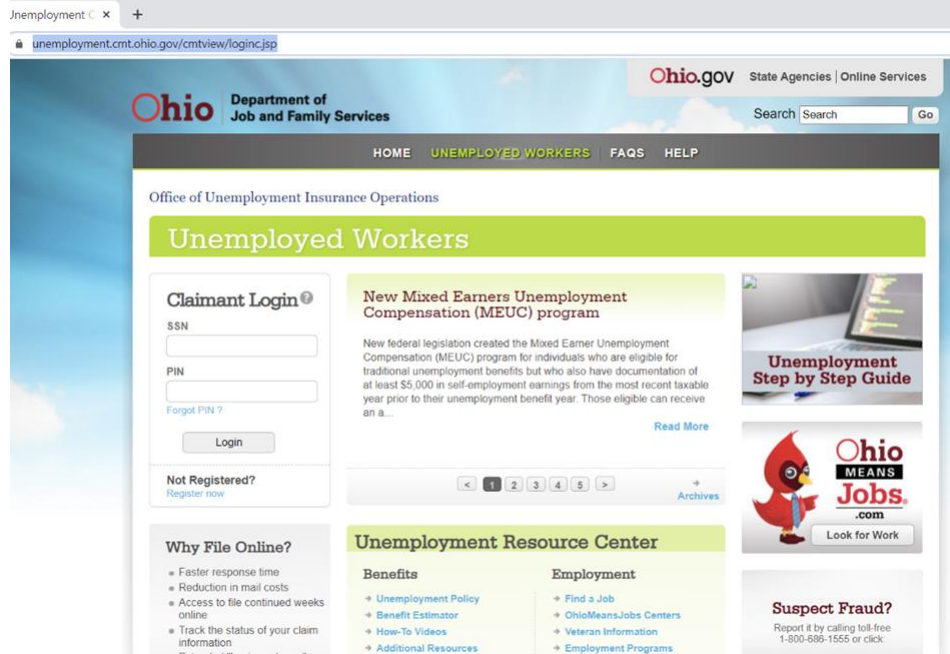 Jnemployment C
unemployment.cmt.ohio.gov/cmtview/loginc.jsp
Ohio.gov State Agencies | Online Services
Ohio Department of
Job and Family Services
Search Search Go
HOME UNEMPLOYED WORKERS FAQS HELP
Office of Unemployment Insurance Operations
Unemployed Workers
Claimant Login
SSN
PIN
Forgot PIN ?
Login
Not Registered?
Register now
New Mixed Earners Unemployment
Compensation (MEUC) program
New federal legislation created the Mixed Earner Unemployment
Compensation (MEUC) program for individuals who are eligible for
traditional unemployment benefits but who also have documentation of
at least $5,000 in self-employment earnings from the most recent taxable
year prior to their unemployment benefit year. Those eligible can receive
an a...
Read More
< 1 2 3 4 5 >
Archives
Unemployment
Step by Step Guide
Ohio
MEANS
Jobs.
.com
Look for Work
Why File Online?
Faster response time
Reduction in mail costs
Access to file continued weeks
online
Track the status of your claim
information
Unemployment Resource Center
Benefits
Unemployment Policy
Benefit Estimator
How-To Videos
Additional Resources
Employment
Find a Job
OhioMeansJobs Centers
Veteran Information
Employment Programs
Suspect Fraud?
Report it by calling toll-free
1-800-686-1555 or click: